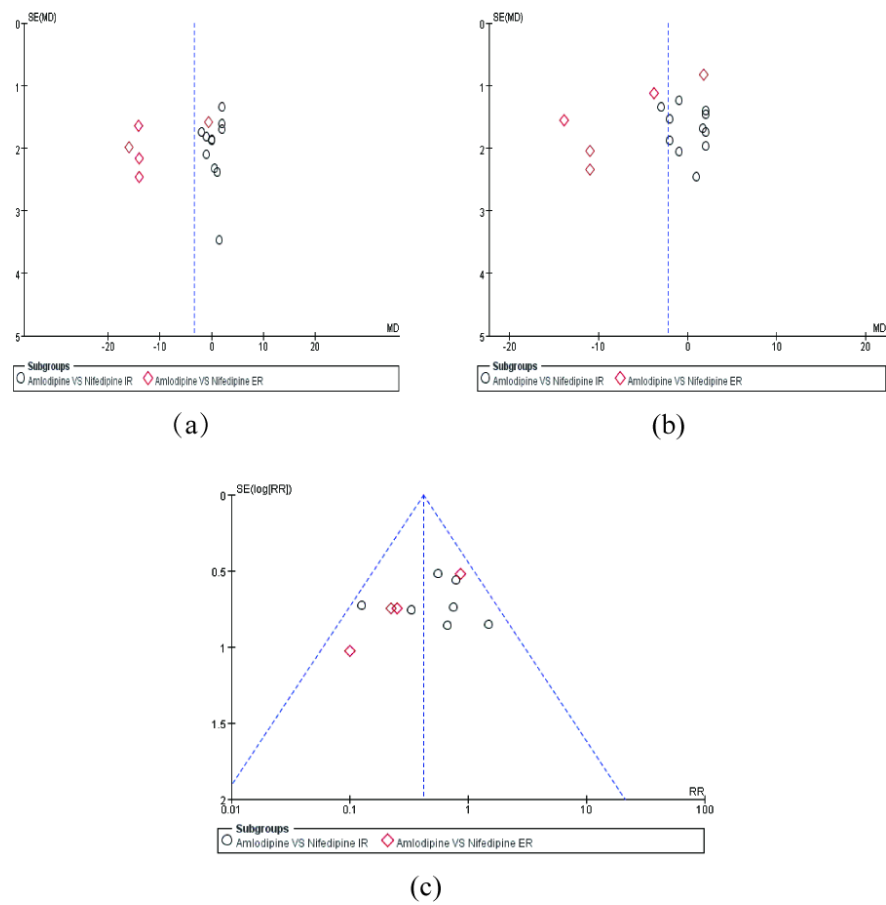 SE(MD)
0
1
2
3
4
5
-20
-10
0
10
20
MD
Subgroups
Amlodipine VS Nifedipine IR
Amlodipine VS Nifedipine ER
(a)
SE(MD)
0
1
2
3
4
5
-20
-10
0
10
20
MD
Subgroups
Amlodipine VS Nifedipine IR
Amlodipine VS Nifedipine ER
(b)
SE(log[RR])
0
0.5
1
1.5
2
0.01
0.1
1
10
100
RR
Subgroups
Amlodipine VS Nifedipine IR
Amlodipine VS Nifedipine ER
(c)